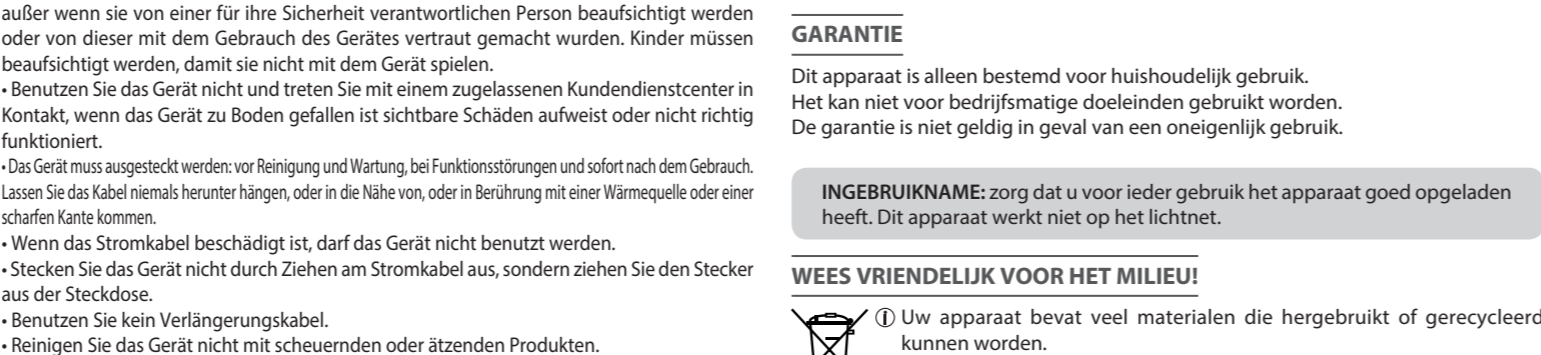 außer wenn sie von einer für ihre Sicherheit verantwortlichen Person beaufsichtigt werden
oder von dieser mit dem Gebrauch des Gerätes vertraut gemacht wurden. Kinder müssen
beaufsichtigt werden, damit sie nicht mit dem Gerät spielen.
• Benutzen Sie das Gerät nicht und treten Sie mit einem zugelassenen Kundendienstcenter in
Kontakt, wenn das Gerät zu Boden gefallen ist sichtbare Schäden aufweist oder nicht richtig
funktioniert.
• Das Gerät muss ausgesteckt werden: vor Reinigung und Wartung, bei Funktionsstörungen und sofort nach dem Gebrauch.
Lassen Sie das Kabel niemals herunter hängen, oder in die Nähe von, oder in Berührung mit einer Wärmequelle oder einer
scharfen Kante kommen.
• Wenn das Stromkabel beschädigt ist, darf das Gerät nicht benutzt werden.
• Stecken Sie das Gerät nicht durch Ziehen am Stromkabel aus, sondern ziehen Sie den Stecker
aus der Steckdose.
• Benutzen Sie kein Verlängerungskabel.
• Reinigen Sie das Gerät nicht mit scheuernden oder ätzenden Produkten.
GARANTIE
Dit apparaat is alleen bestemd voor huishoudelijk gebruik.
Het kan niet voor bedrijfsmatige doeleinden gebruikt worden.
De garantie is niet geldig in geval van een oneigenlijk gebruik.
INGEBRUIKNAME: zorg dat u voor ieder gebruik het apparaat goed opgeladen
heeft. Dit apparaat werkt niet op het lichtnet.
WEES VRIENDELIJK VOOR HET MILIEU!
ⓘ Uw apparaat bevat veel materialen die hergebruikt of gerecycleerd
kunnen worden.